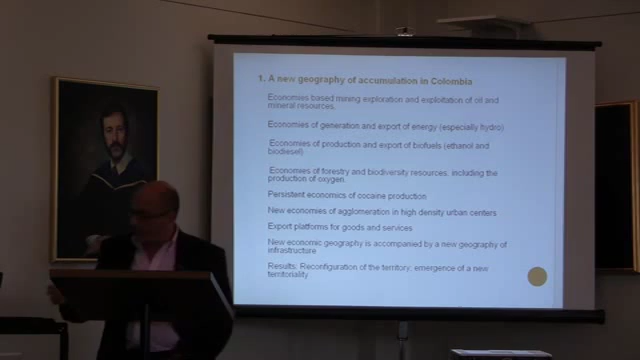 1. A new geography of accumulation in Colombia
Economies based mining exploration and exploitation of oil and
mineral resources.
Economies of generation and export of energy (especially hydro)
Economies of production and export of biofuels (ethanol and
biodiesel)
Economies of forestry and biodiversity resources, including the
production of oxygen.
Persistent economics of cocaine production
New economies of agglomeration in high density urban centers
Export platforms for goods and services
New economic geography is accompanied by a new geography of
infrastructure
Results: Reconfiguration of the territory; emergence of a new
territoriality